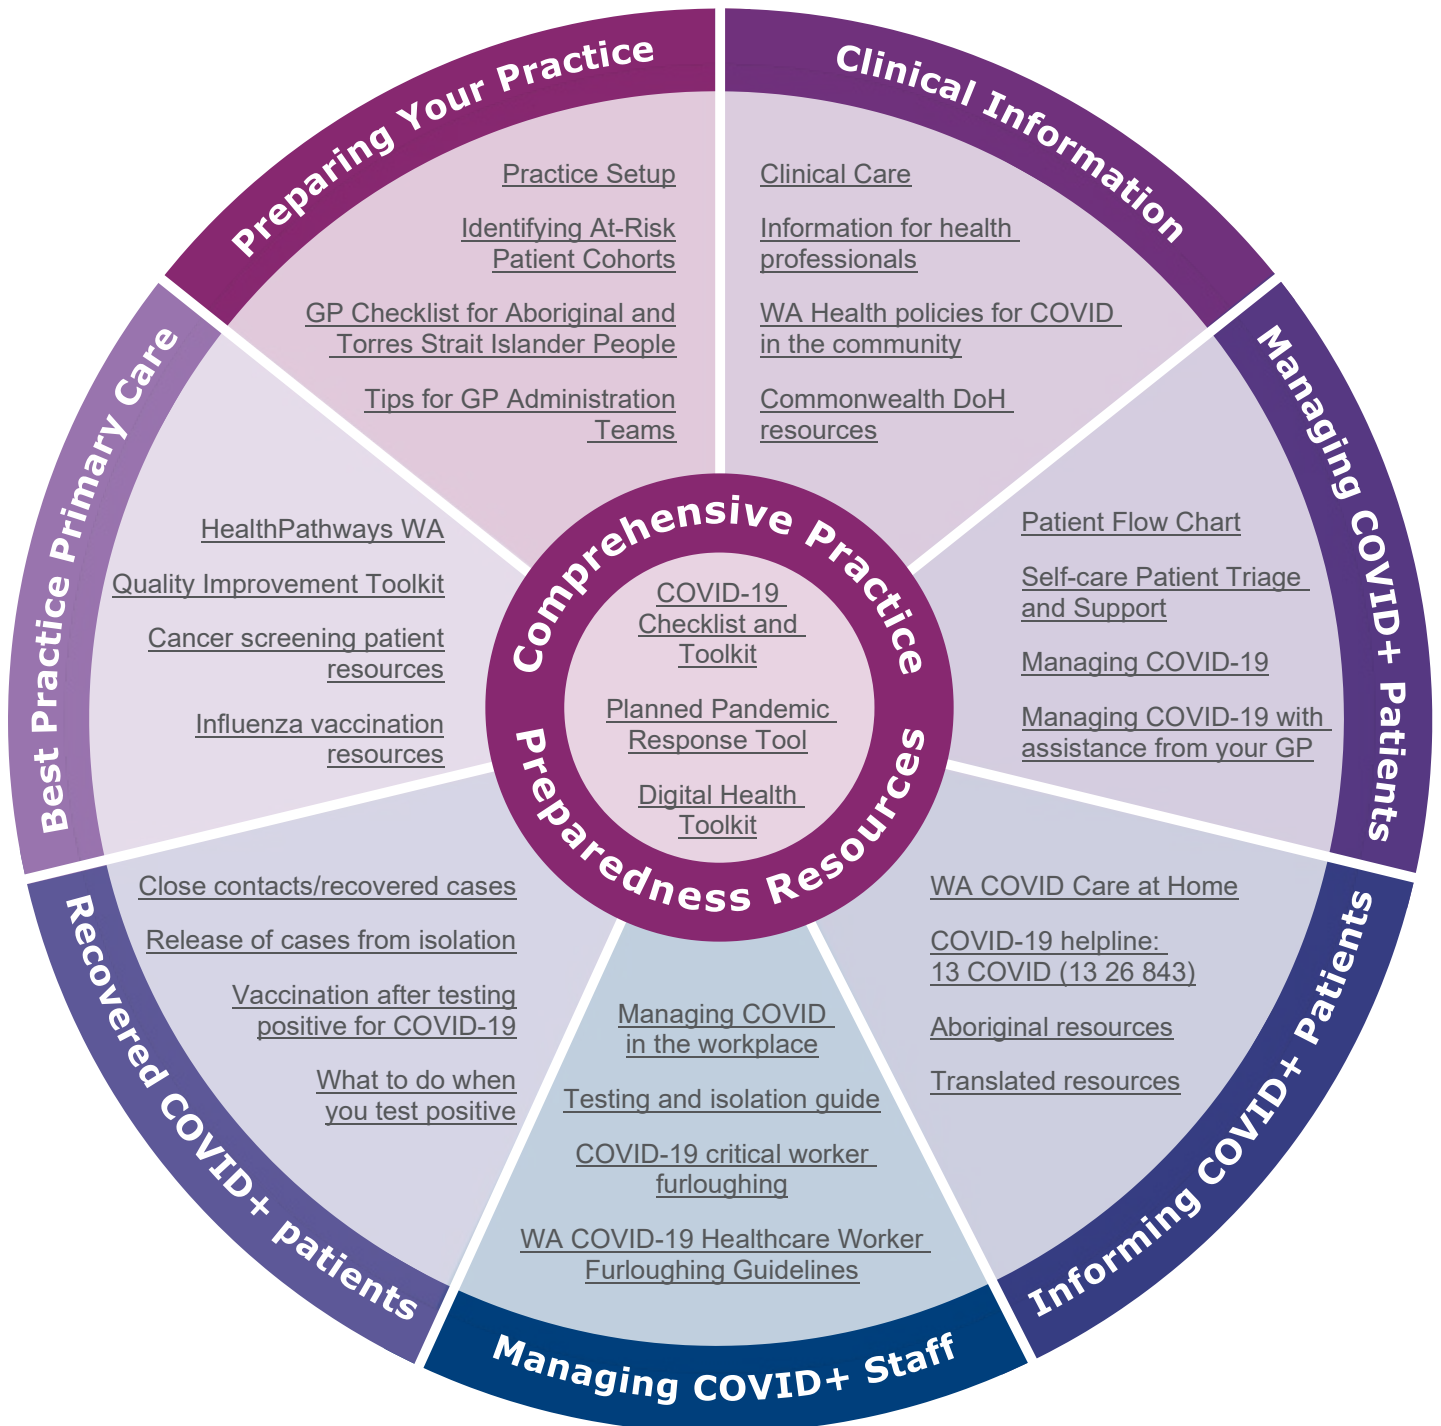 Preparing Your Practice
Practice Setup
Identifying At-Risk
Patient Cohorts
GP Checklist for Aboriginal and
Torres Strait Islander People
Tips for GP Administration
Teams
Clinical Information
Clinical Care
Information for health
professionals
WA Health policies for COVID
in the community
Commonwealth DoH
resources
Managing COVID+ Patients
Patient Flow Chart
Self-care Patient Triage
and Support
Managing COVID-19
Managing COVID-19 with
assistance from your GP
Informing COVID+ Patients
WA COVID Care at Home
COVID-19 helpline:
13 COVID (13 26 843)
Aboriginal resources
Translated resources
Managing COVID+ Staff
Managing COVID
in the workplace
Testing and isolation guide
COVID-19 critical worker
furloughing
WA COVID-19 Healthcare Worker
Furloughing Guidelines
Recovered COVID+ patients
Close contacts/recovered cases
Release of cases from isolation
Vaccination after testing
positive for COVID-19
What to do when
you test positive
Best Practice Primary Care
HealthPathways WA
Quality Improvement Toolkit
Cancer screening patient
resources
Influenza vaccination
resources
Comprehensive Practice
Preparedness Resources
COVID-19
Checklist and
Toolkit
Planned Pandemic
Response Tool
Digital Health
Toolkit